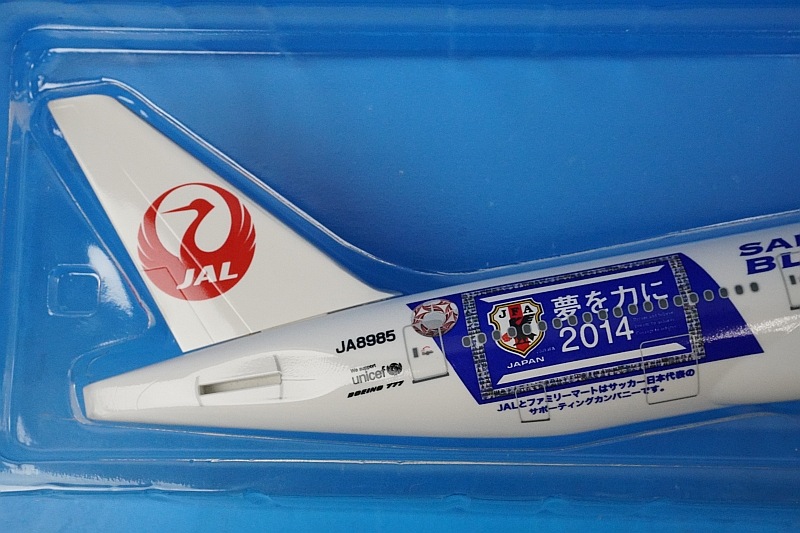 JAL
JA8985
we support
unicef
BOEING 777
JFA
JAPAN
夢を力に
2014
JALとファミリーマートはサッカー日本代表の
サポーティングカンパニーです。